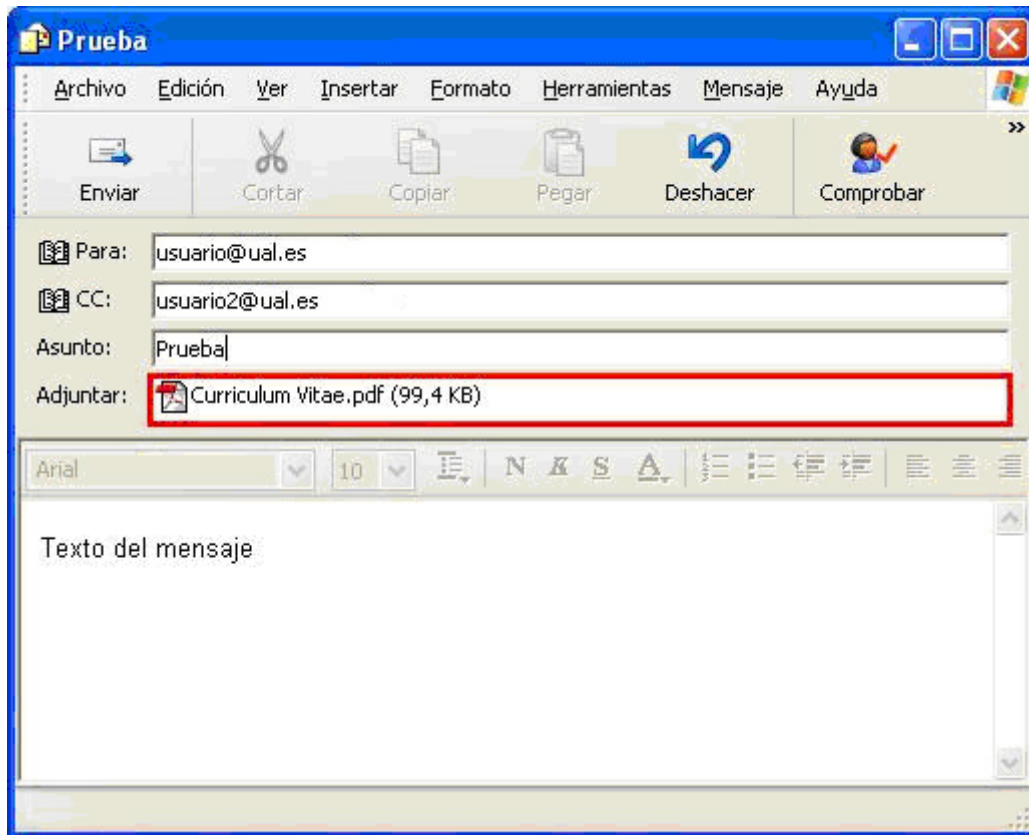 Prueba
Archivo Edición Ver Insertar Formato Herramientas Mensaje Ayuda
Enviar Cortar Copiar Pegar Deshacer Comprobar »
Para: usuario@ual.es
CC: usuario2@ual.es
Asunto: Prueba
Adjuntar: Curriculum Vitae.pdf (99,4 KB)
Arial 10 N K S A
Texto del mensaje